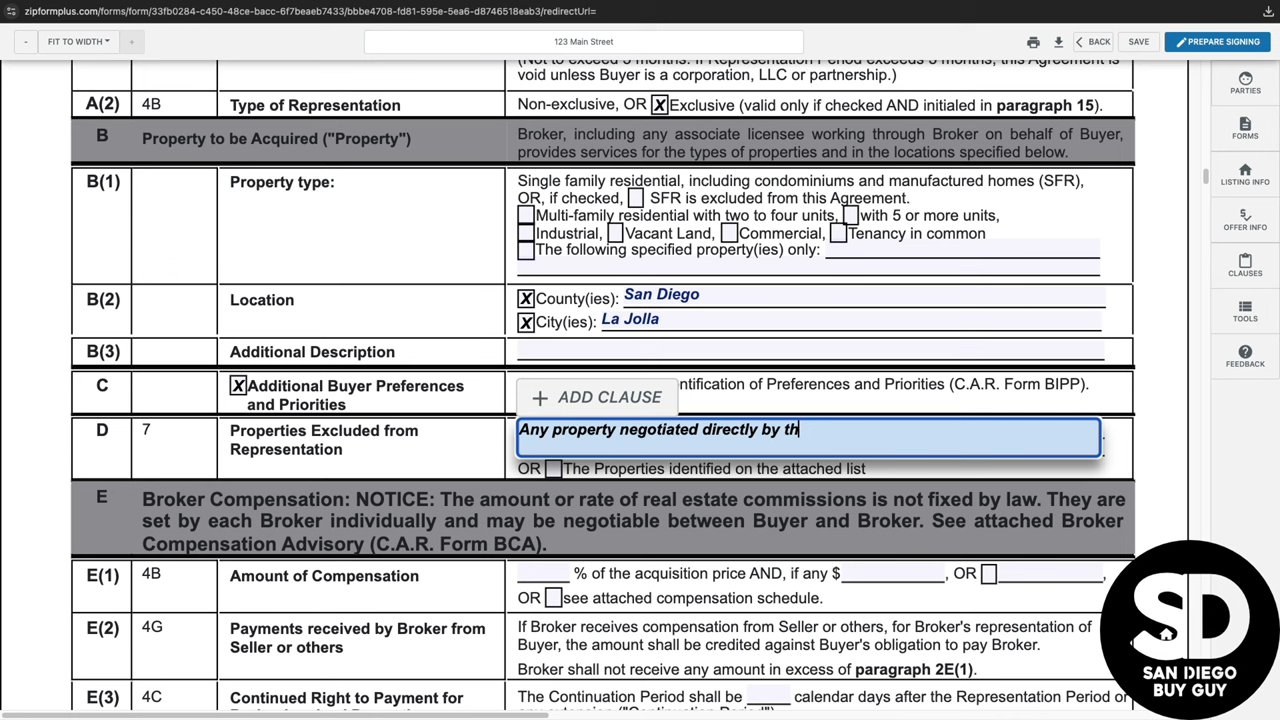 zipformplus.com/forms/form/33fb0284-c450-48ce-bacc-6f7beaeb7433/bbbe4708-fd81-595e-5ea6-d8746518eab3/redirectUrl=
- FIT TO WIDTH + 123 Main Street BACK SAVE PREPARE SIGNING
void unless Buyer is a corporation, LLC or partnership.)
A(2) 4B Type of Representation Non-exclusive, OR X Exclusive (valid only if checked AND initialed in paragraph 15).
B Property to be Acquired ("Property") Broker, including any associate licensee working through Broker on behalf of Buyer,
provides services for the types of properties and in the locations specified below.
B(1) Property type: Single family residential, including condominiums and manufactured homes (SFR),
OR, if checked, SFR is excluded from this Agreement.
Multi-family residential with two to four units, with 5 or more units,
Industrial, Vacant Land, Commercial, Tenancy in common
The following specified property(ies) only:
B(2) Location X County(ies): San Diego
X City(ies): La Jolla
B(3) Additional Description
C X Additional Buyer Preferences and Priorities
+ ADD CLAUSE ntification of Preferences and Priorities (C.A.R. Form BIPP).
D 7 Properties Excluded from Representation
Any property negotiated directly by th
OR The Properties identified on the attached list
E Broker Compensation: NOTICE: The amount or rate of real estate commissions is not fixed by law. They are
set by each Broker individually and may be negotiable between Buyer and Broker. See attached Broker
Compensation Advisory (C.A.R. Form BCA).
E(1) 4B Amount of Compensation % of the acquisition price AND, if any $ , OR ,
OR see attached compensation schedule.
E(2) 4G Payments received by Broker from Seller or others
If Broker receives compensation from Seller or others, for Broker's representation of
Buyer, the amount shall be credited against Buyer's obligation to pay Broker.
Broker shall not receive any amount in excess of paragraph 2E(1).
E(3) 4C Continued Right to Payment for The Continuation Period shall be calendar days after the Representation Period or
PARTIES
FORMS
LISTING INFO
OFFER INFO
CLAUSES
TOOLS
FEEDBACK
SD
SAN DIEGO
BUY GUY